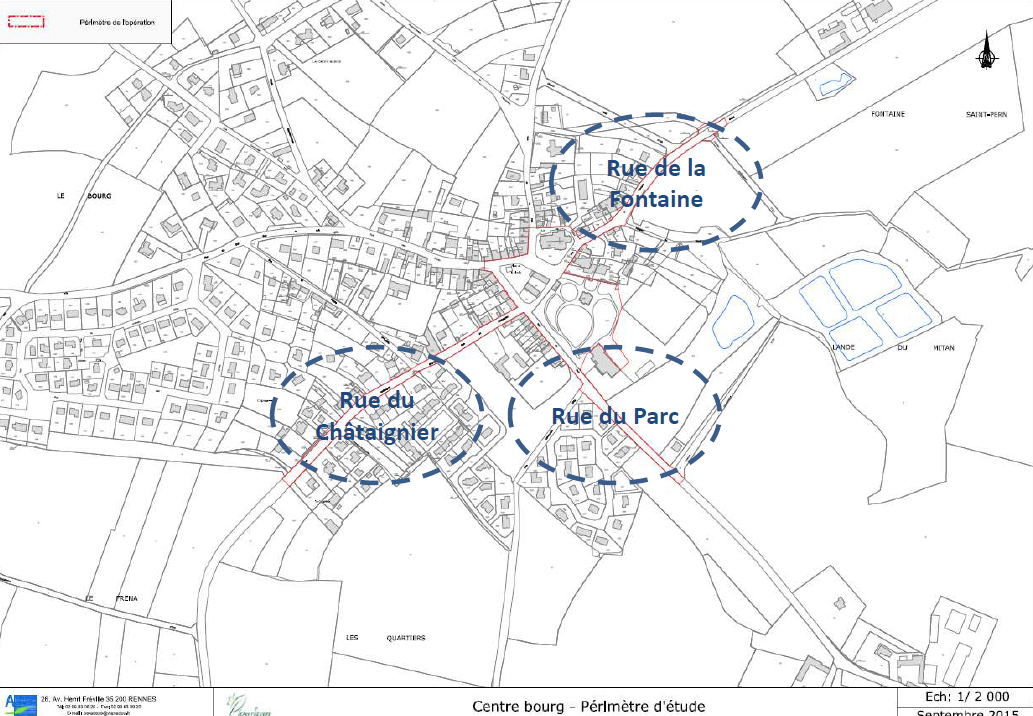 Périmètre de l'opération
FONTAINE SAINT-PERN
Rue de la
Fontaine
LE BOURG
LANDE DU MITAN
Rue du
Châtaignier
Rue du Parc
LE FRENA
LES QUARTIERS
26, Av. Henri Fréville 35 200 RENNES
Centre bourg - Périmètre d'étude
Ech: 1/ 2 000
Septembre 2015